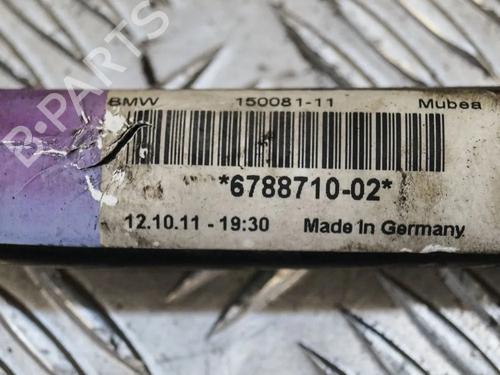 B-PARTS
BMW 150081-11 Mubea
*6788710-02*
12.10.11 - 19:30 Made In Germany